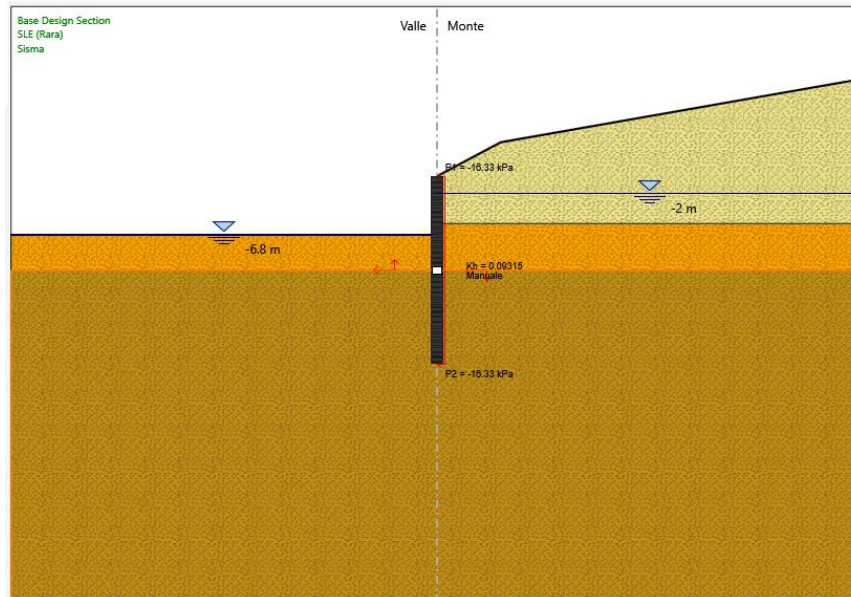 Base Design Section
SLE (Rara)
Sisma
Valle
Monte
P1 = -16.33 kPa
-2 m
-6.8 m
Kh = 0.09315
Manuale
P2 = -16.33 kPa